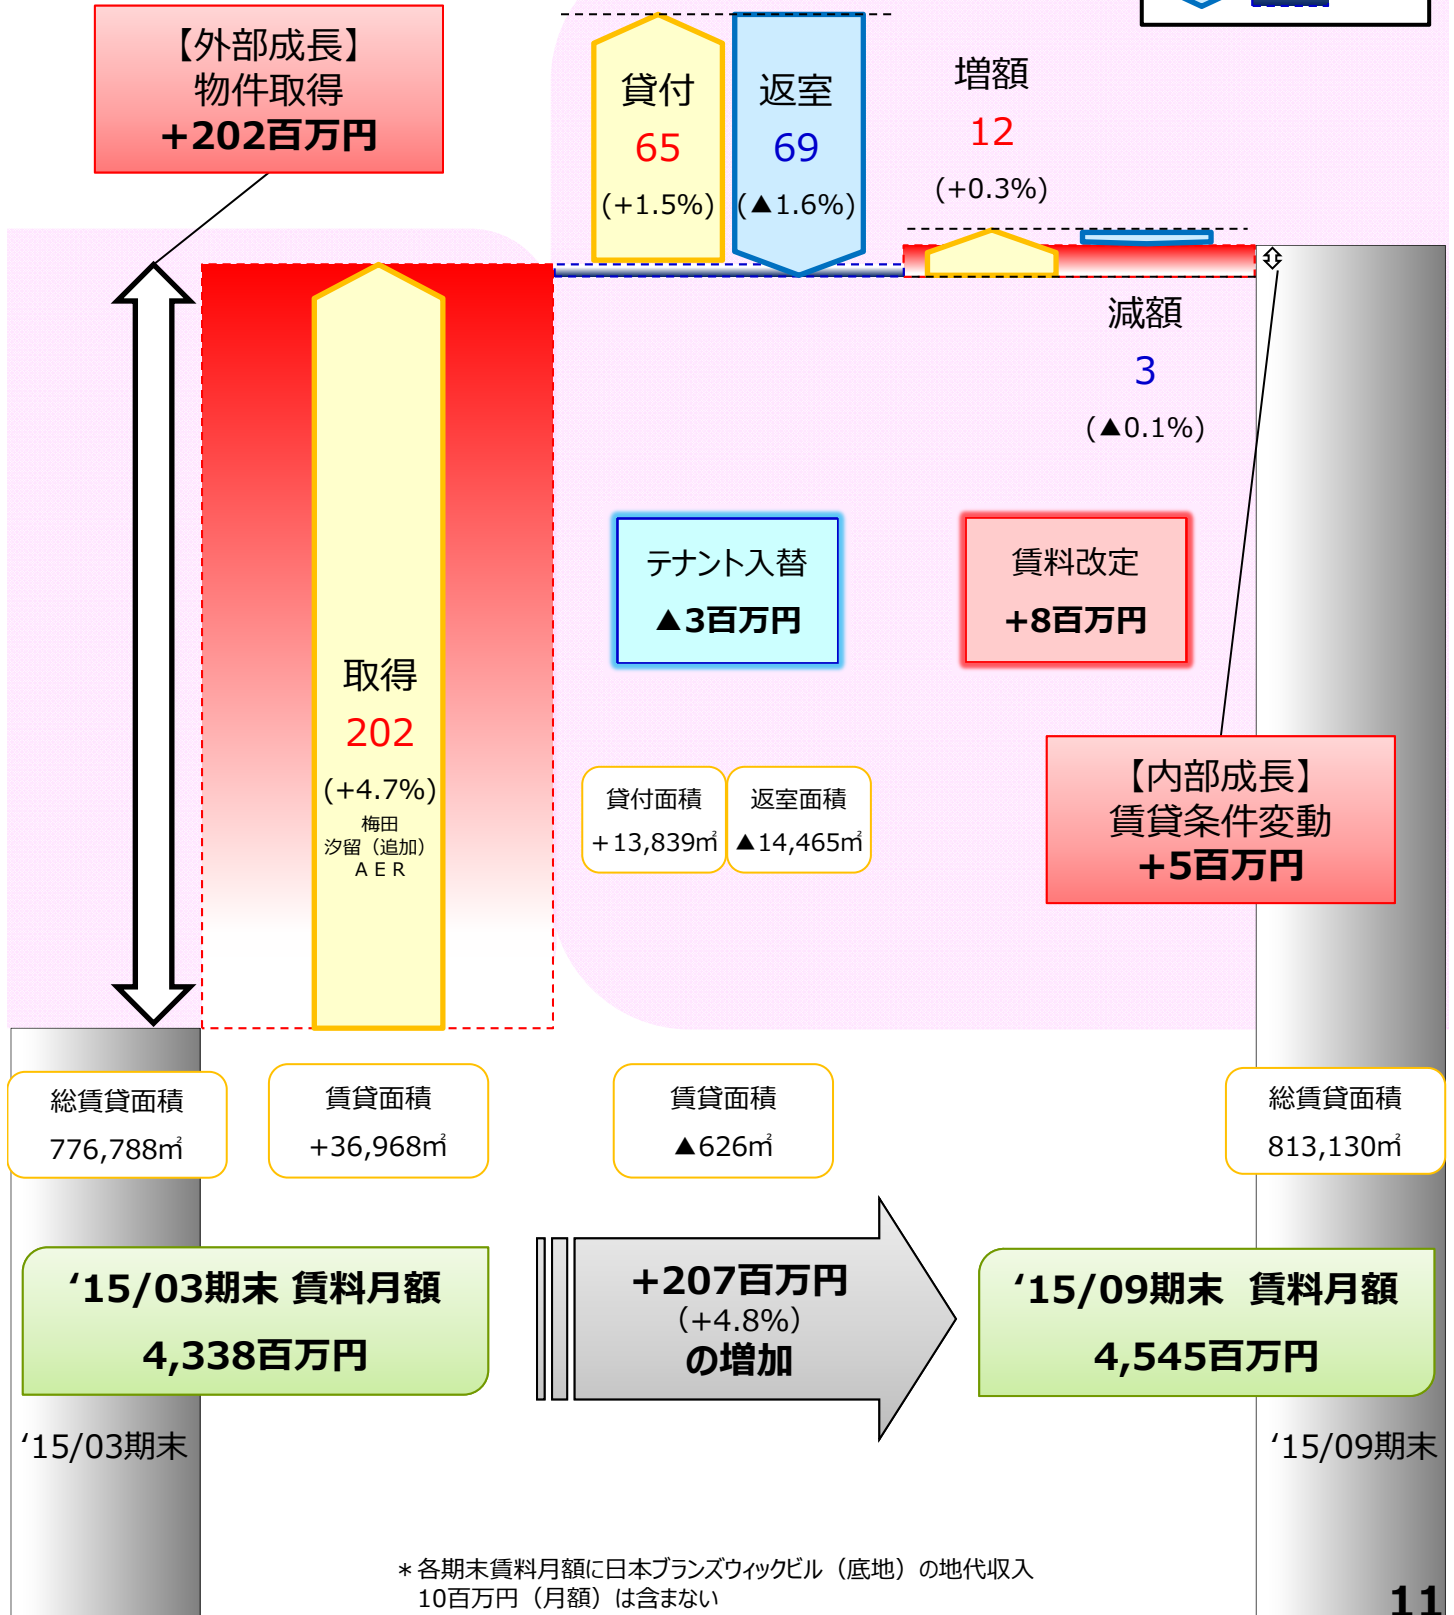 【外部成長】
物件取得
+202百万円
貸付
65
(+1.5%)
返室
69
(▲1.6%)
増額
12
(+0.3%)
減額
3
(▲0.1%)
テナント入替
▲3百万円
賃料改定
+8百万円
取得
202
(+4.7%)
梅田
汐留（追加）
ＡＥＲ
貸付面積
+13,839㎡
返室面積
▲14,465㎡
【内部成長】
賃貸条件変動
+5百万円
総賃貸面積
776,788㎡
賃貸面積
+36,968㎡
賃貸面積
▲626㎡
総賃貸面積
813,130㎡
‘15/03期末 賃料月額
4,338百万円
+207百万円
(+4.8%)
の増加
‘15/09期末 賃料月額
4,545百万円
‘15/03期末
‘15/09期末
＊各期末賃料月額に日本ブランズウィックビル（底地）の地代収入
10百万円（月額）は含まない
11